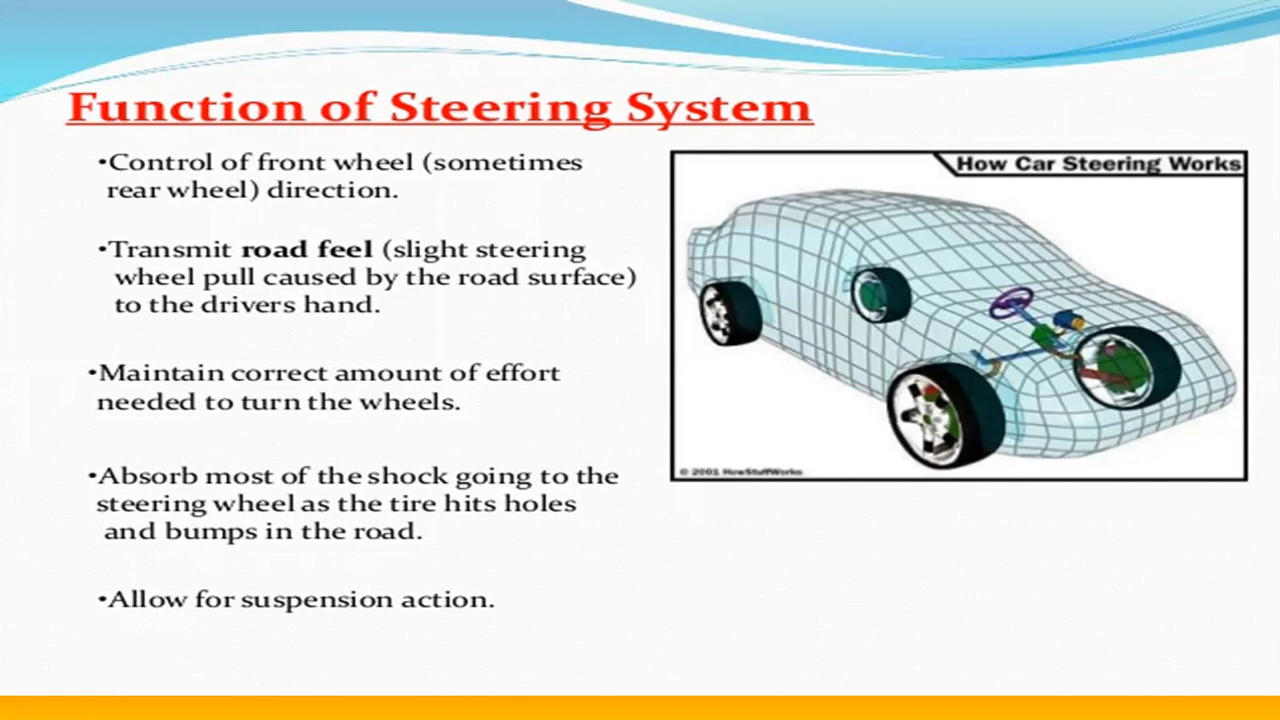 Function of Steering System
•Control of front wheel (sometimes
rear wheel) direction.
•Transmit road feel (slight steering
wheel pull caused by the road surface)
to the drivers hand.
•Maintain correct amount of effort
needed to turn the wheels.
•Absorb most of the shock going to the
steering wheel as the tire hits holes
and bumps in the road.
•Allow for suspension action.
How Car Steering Works
© 2001 HowStuffWorks